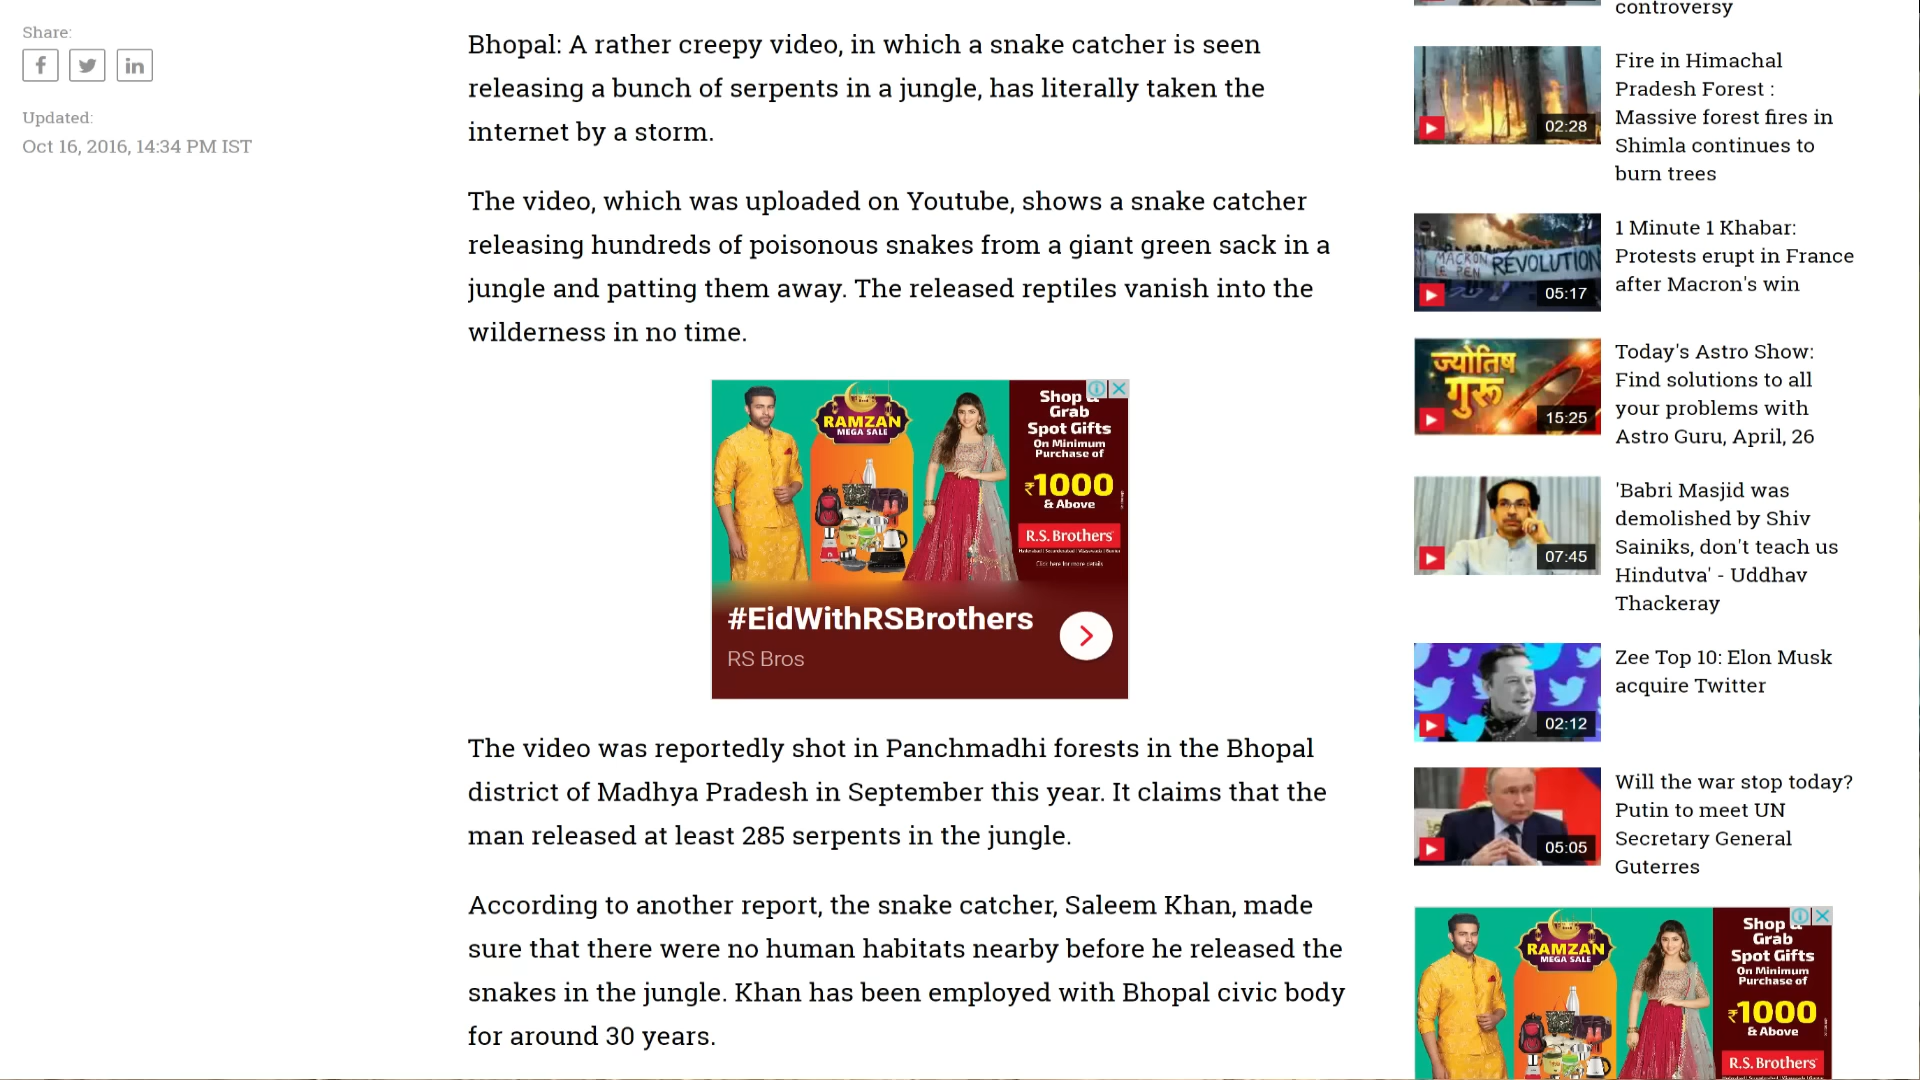 Share:
Updated:
Oct 16, 2016, 14:34 PM IST
Bhopal: A rather creepy video, in which a snake catcher is seen
releasing a bunch of serpents in a jungle, has literally taken the
internet by a storm.
The video, which was uploaded on Youtube, shows a snake catcher
releasing hundreds of poisonous snakes from a giant green sack in a
jungle and patting them away. The released reptiles vanish into the
wilderness in no time.
RAMZAN
MEGA SALE
Shop &
Grab
Spot Gifts
On Minimum
Purchase of
₹1000
& Above
R.S. Brothers
Click here for more details
#EidWithRSBrothers
RS Bros
The video was reportedly shot in Panchmadhi forests in the Bhopal
district of Madhya Pradesh in September this year. It claims that the
man released at least 285 serpents in the jungle.
According to another report, the snake catcher, Saleem Khan, made
sure that there were no human habitats nearby before he released the
snakes in the jungle. Khan has been employed with Bhopal civic body
for around 30 years.
controversy
02:28
Fire in Himachal
Pradesh Forest :
Massive forest fires in
Shimla continues to
burn trees
MACRON
LE PEN
REVOLUTION
05:17
1 Minute 1 Khabar:
Protests erupt in France
after Macron's win
ज्योतिष
गुरू
15:25
Today's Astro Show:
Find solutions to all
your problems with
Astro Guru, April, 26
07:45
'Babri Masjid was
demolished by Shiv
Sainiks, don't teach us
Hindutva' - Uddhav
Thackeray
02:12
Zee Top 10: Elon Musk
acquire Twitter
05:05
Will the war stop today?
Putin to meet UN
Secretary General
Guterres
RAMZAN
MEGA SALE
Shop &
Grab
Spot Gifts
On Minimum
Purchase of
₹1000
& Above
R.S. Brothers